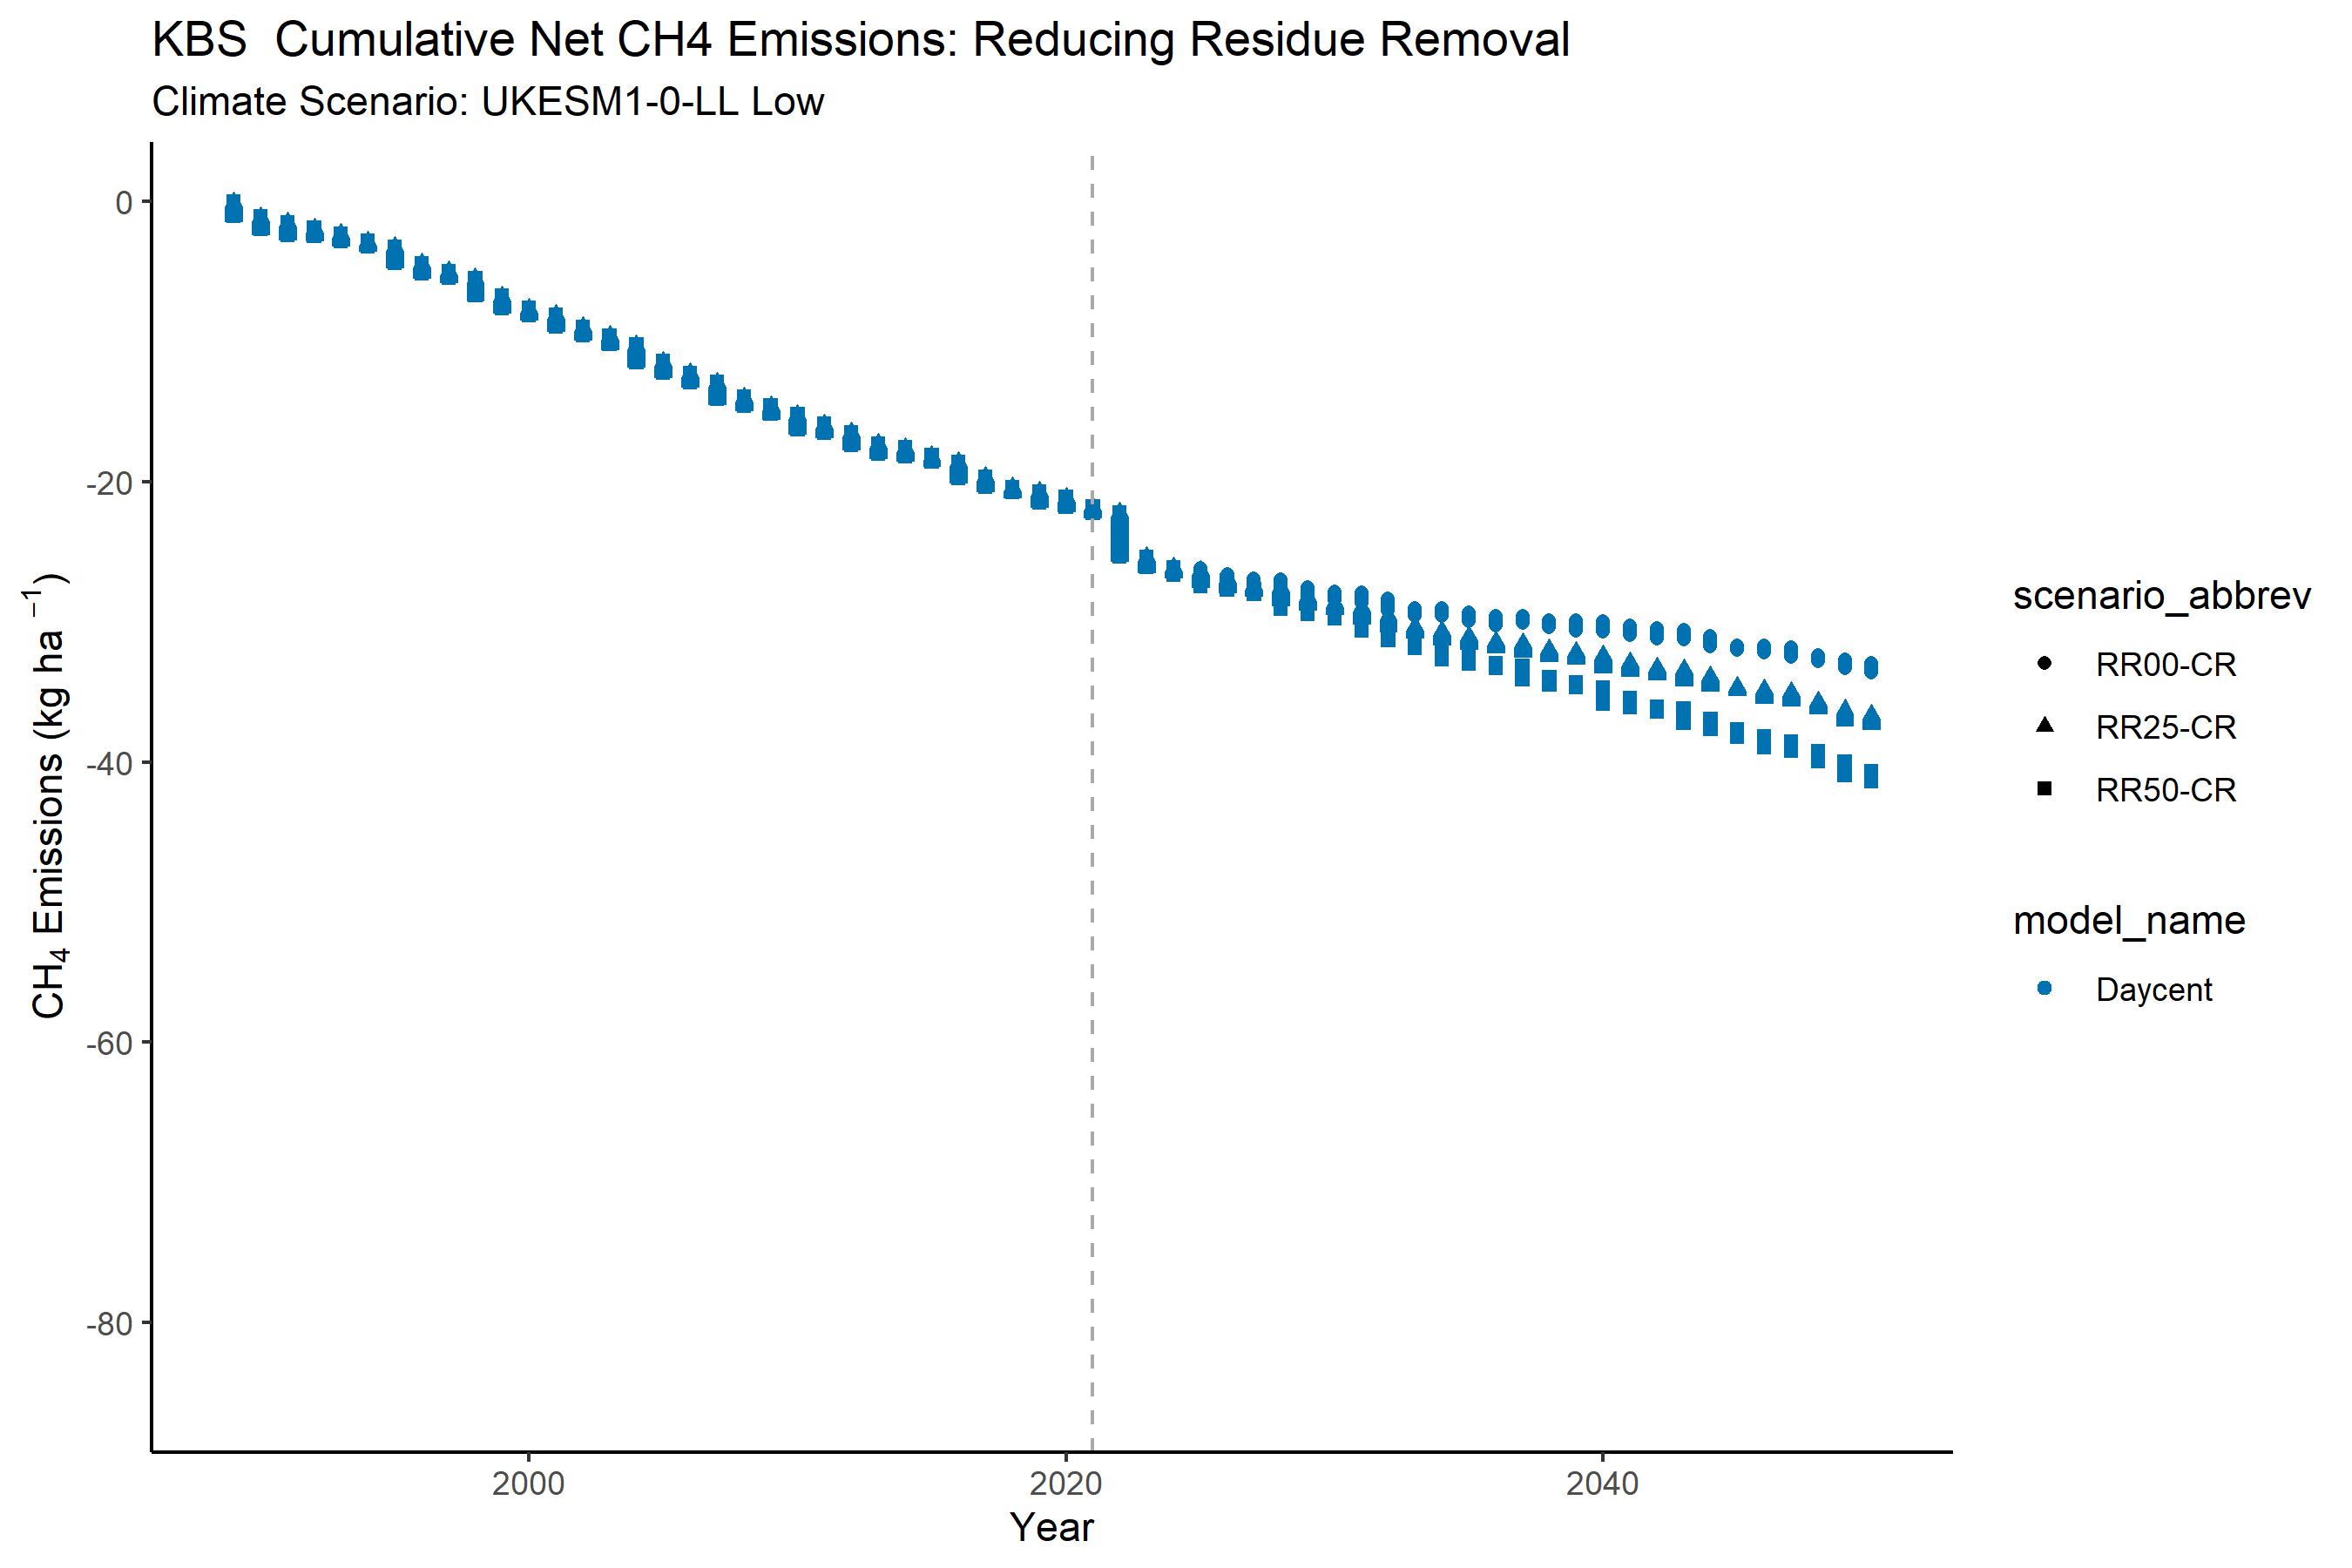 KBS  Cumulative Net CH4 Emissions: Reducing Residue Removal
Climate Scenario: UKESM1-0-LL Low
CH₄ Emissions (kg ha ⁻¹)
0
-20
-40
-60
-80
2000
2020
2040
Year
scenario_abbrev
RR00-CR
RR25-CR
RR50-CR
model_name
Daycent